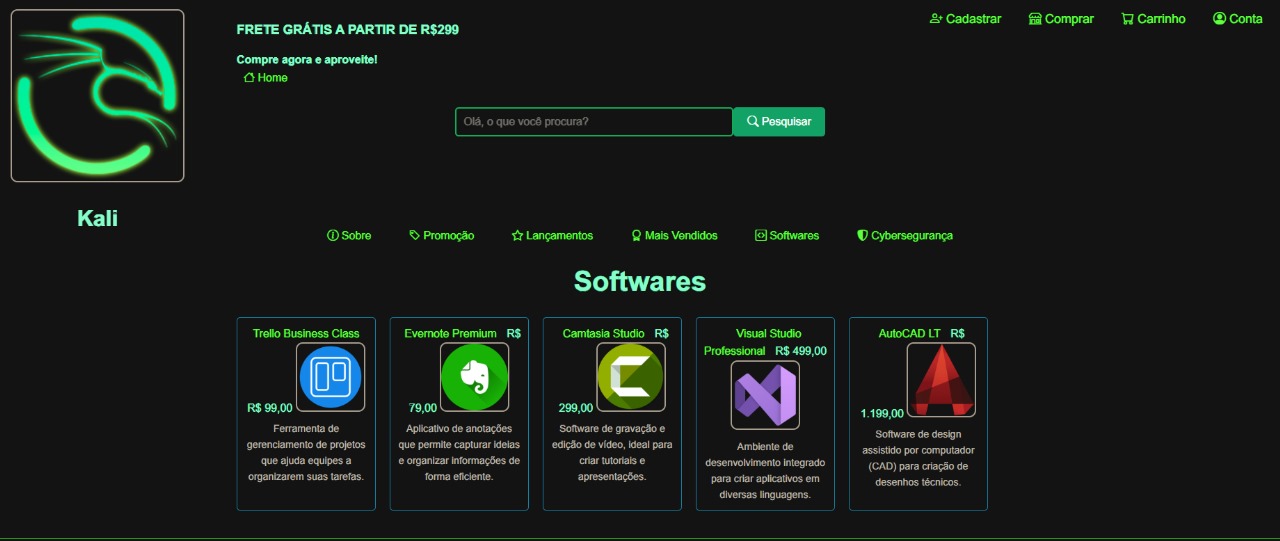 FRETE GRÁTIS A PARTIR DE R$299
Cadastrar
Comprar
Carrinho
Conta
Compre agora e aproveite!
Home
Olá, o que você procura?
Pesquisar
Kali
Sobre
Promoção
Lançamentos
Mais Vendidos
Softwares
Cybersegurança
Softwares
Trello Business Class
R$ 99,00
Ferramenta de
gerenciamento de projetos
que ajuda equipes a
organizarem suas tarefas.
Evernote Premium R$
79,00
Aplicativo de anotações
que permite capturar ideias
e organizar informações de
forma eficiente.
Camtasia Studio R$
299,00
Software de gravação e
edição de vídeo, ideal para
criar tutoriais e
apresentações.
Visual Studio
Professional R$ 499,00
Ambiente de
desenvolvimento integrado
para criar aplicativos em
diversas linguagens.
AutoCAD LT R$
1.199,00
Software de design
assistido por computador
(CAD) para criação de
desenhos técnicos.